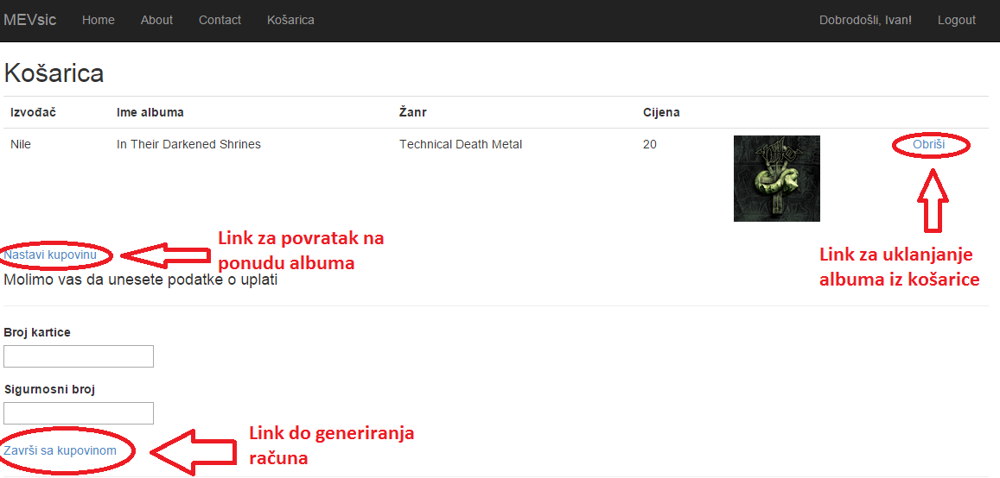 MEVsic Home About Contact Košarica Dobrodošli, Ivan! Logout
Košarica
Izvođač Ime albuma Žanr Cijena
Nile In Their Darkened Shrines Technical Death Metal 20 Obriši
Nastavi kupovinu
Link za povratak na
ponudu albuma
Link za uklanjanje
albuma iz košarice
Molimo vas da unesete podatke o uplati
Broj kartice
Sigurnosni broj
Završi sa kupovinom
Link do generiranja
računa